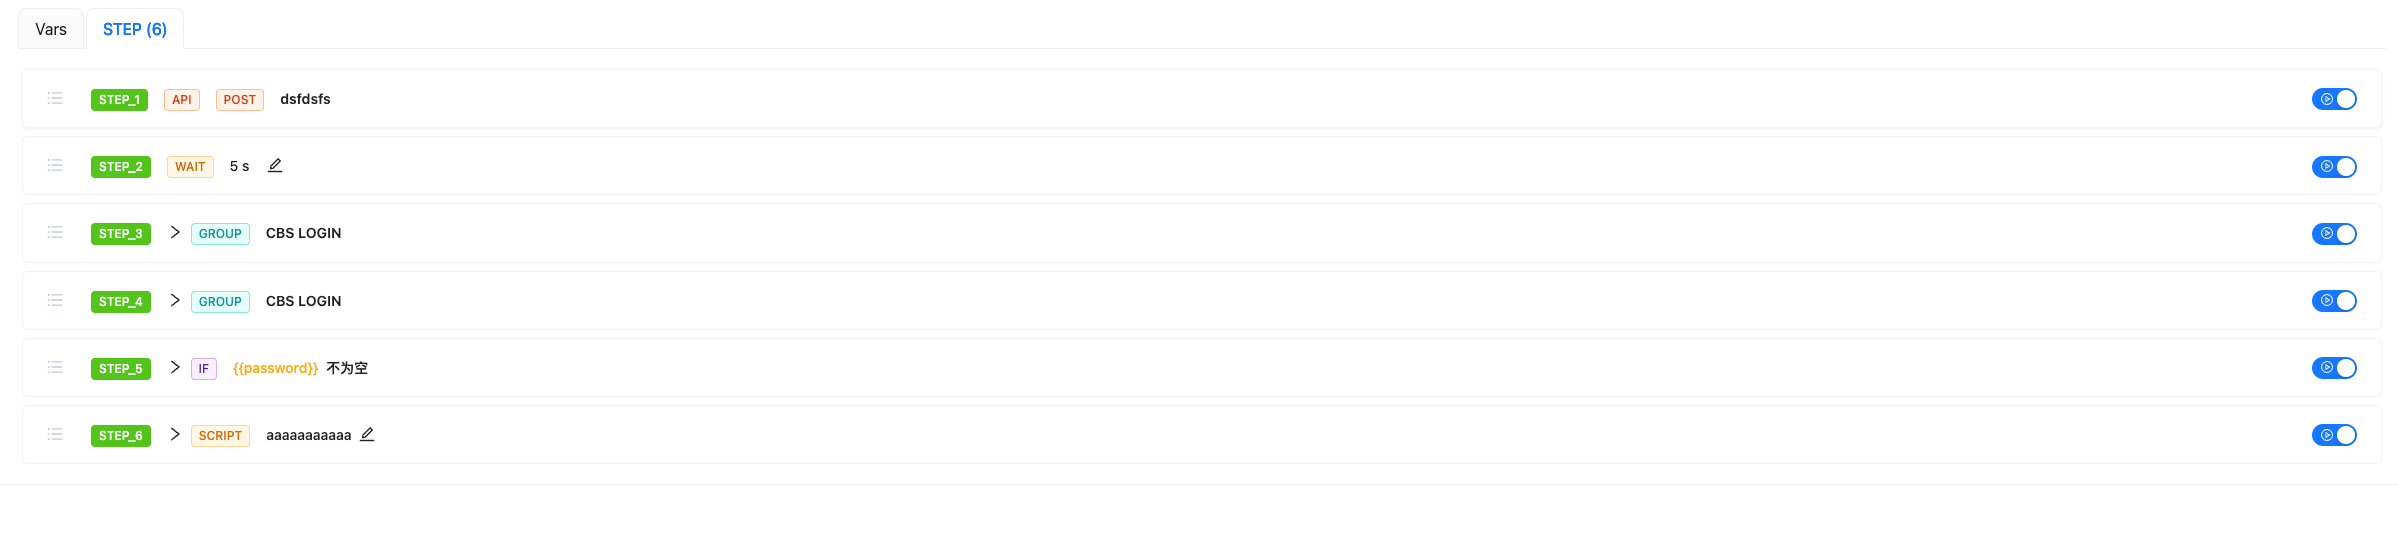 Vars STEP (6)
STEP_1 API POST dsfdsfs
STEP_2 WAIT 5 s
STEP_3 GROUP CBS LOGIN
STEP_4 GROUP CBS LOGIN
STEP_5 IF {{password}} 不为空
STEP_6 SCRIPT aaaaaaaaaaa